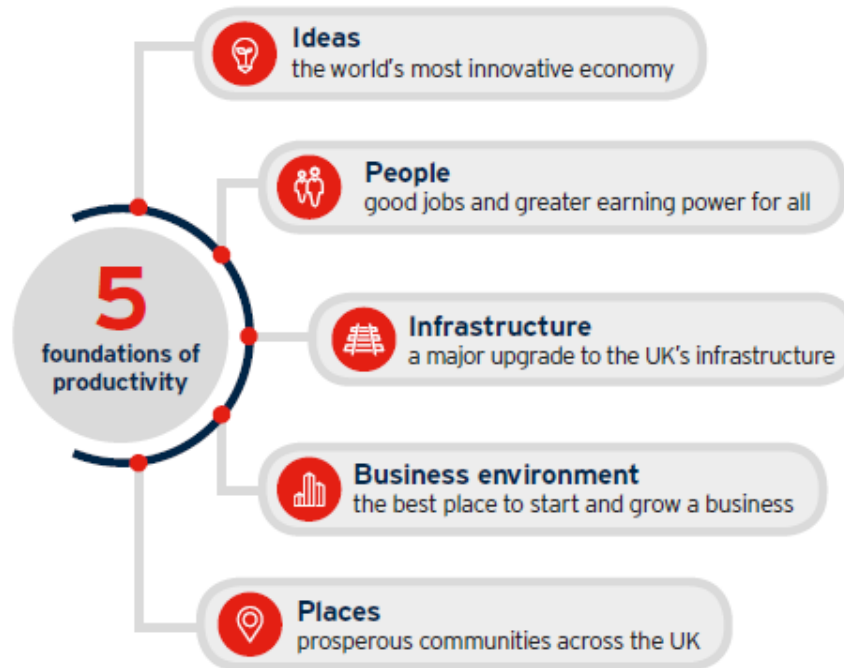 Ideas
the world's most innovative economy
People
good jobs and greater earning power for all
5
foundations of
productivity
Infrastructure
a major upgrade to the UK's infrastructure
Business environment
the best place to start and grow a business
Places
prosperous communities across the UK